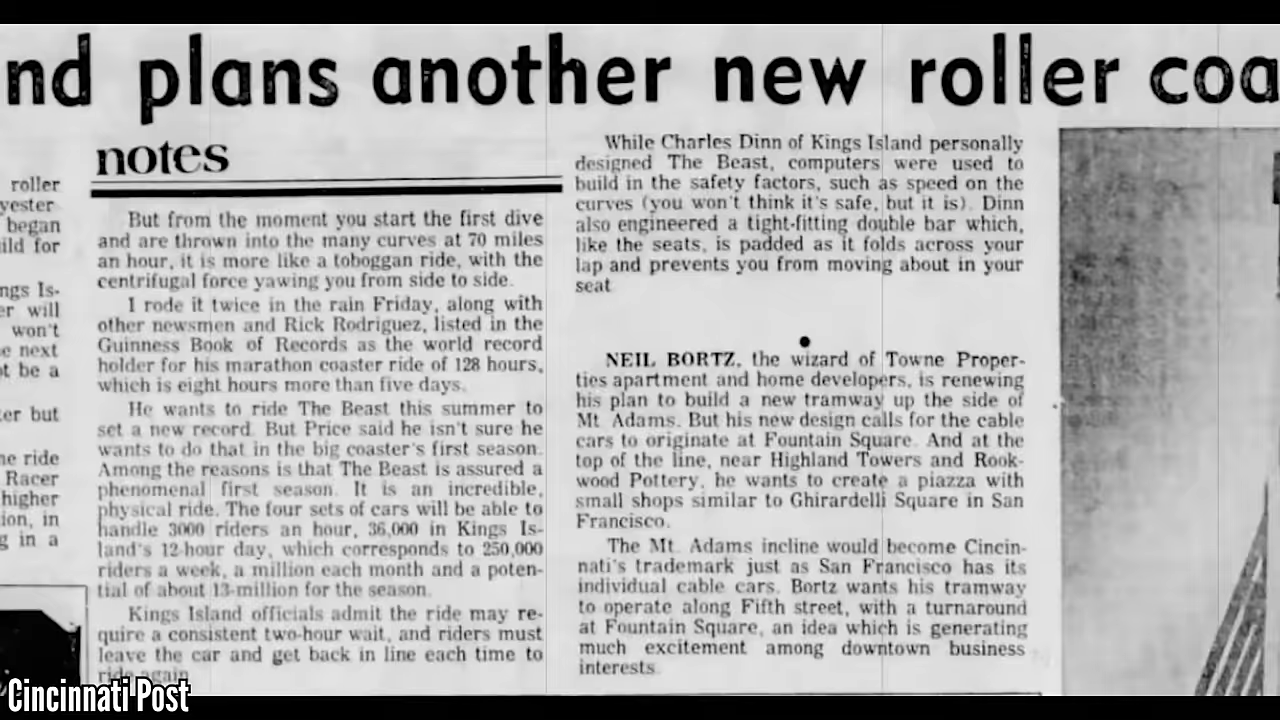 nd plans another new roller coa
roller
yester
began
ild for
ngs Is-
er will
won't
e next
ot be a
ter but
he ride
Racer
higher
ion, in
g in a
notes
But from the moment you start the first dive
and are thrown into the many curves at 70 miles
an hour, it is more like a toboggan ride, with the
centrifugal force yawing you from side to side.
I rode it twice in the rain Friday, along with
other newsmen and Rick Rodriguez, listed in the
Guinness Book of Records as the world record
holder for his marathon coaster ride of 128 hours,
which is eight hours more than five days.
He wants to ride The Beast this summer to
set a new record. But Price said he isn't sure he
wants to do that in the big coaster's first season.
Among the reasons is that The Beast is assured a
phenomenal first season. It is an incredible,
physical ride. The four sets of cars will be able to
handle 3000 riders an hour, 36,000 in Kings Is-
land's 12-hour day, which corresponds to 250,000
riders a week, a million each month and a poten-
tial of about 13-million for the season.
Kings Island officials admit the ride may re-
quire a consistent two-hour wait, and riders must
leave the car and get back in line each time to
ride again.
While Charles Dinn of Kings Island personally
designed The Beast, computers were used to
build in the safety factors, such as speed on the
curves (you won't think it's safe, but it is). Dinn
also engineered a tight-fitting double bar which,
like the seats, is padded as it folds across your
lap and prevents you from moving about in your
seat
NEIL BORTZ, the wizard of Towne Proper-
ties apartment and home developers, is renewing
his plan to build a new tramway up the side of
Mt. Adams. But his new design calls for the cable
cars to originate at Fountain Square. And at the
top of the line, near Highland Towers and Rook-
wood Pottery, he wants to create a piazza with
small shops similar to Ghirardelli Square in San
Francisco.
The Mt. Adams incline would become Cincin-
nati's trademark just as San Francisco has its
individual cable cars. Bortz wants his tramway
to operate along Fifth street, with a turnaround
at Fountain Square, an idea which is generating
much excitement among downtown business
interests.
Cincinnati Post